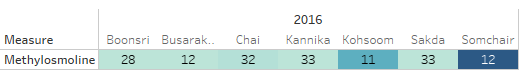 2016
Measure Boonsri Busarak.. Chai Kannika Kohsoom Sakda Somchair
Methylosmoline 28 12 32 33 11 33 12